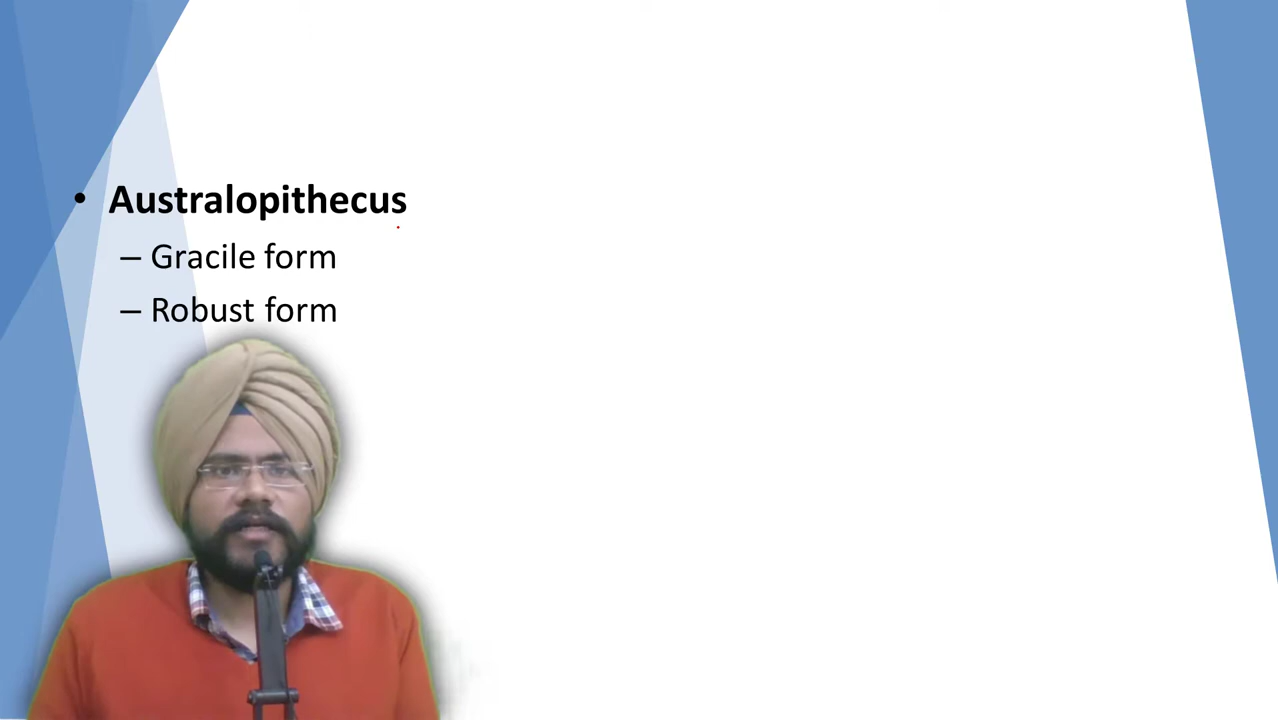 • Australopithecus
– Gracile form
– Robust form